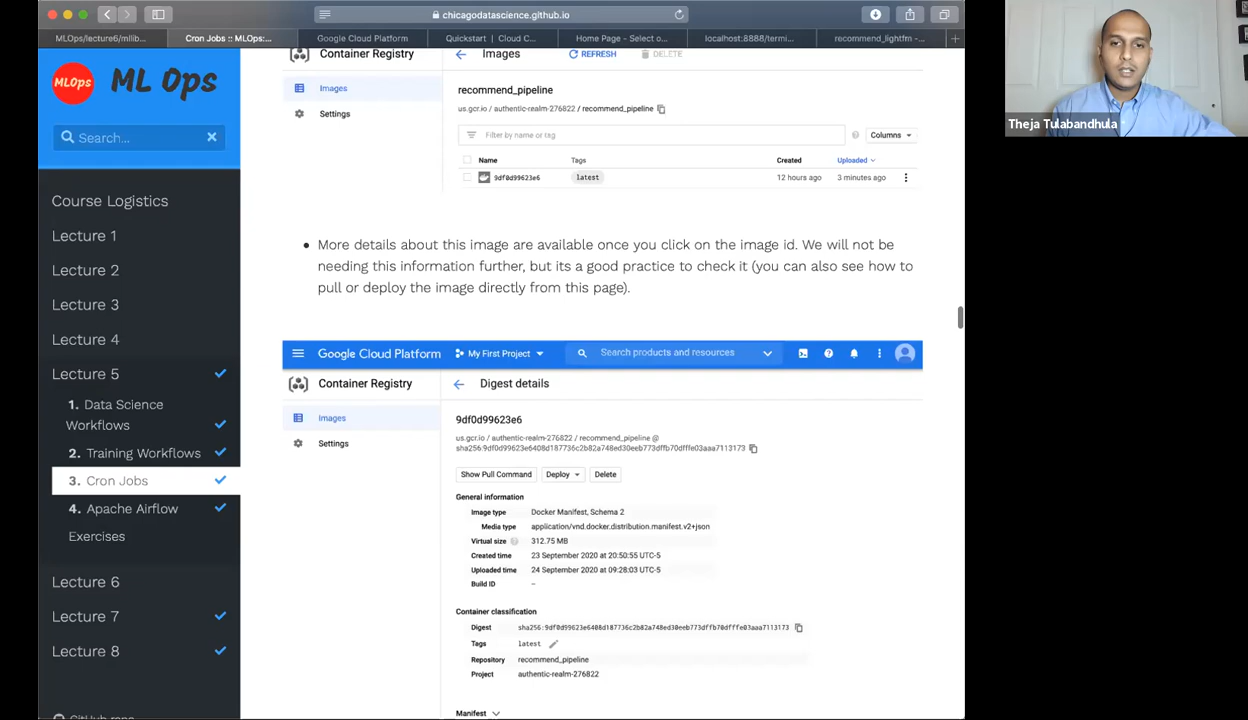 chicagodatascience.github.io
MLOps/lecture6/mllib...
Cron Jobs :: MLOps:...
Google Cloud Platform
Quickstart | Cloud C...
Home Page - Select o...
localhost:8888/termi...
recommend_lightfm -...
MLOps
ML Ops
Search...
Course Logistics
Lecture 1
Lecture 2
Lecture 3
Lecture 4
Lecture 5
1. Data Science
Workflows
2. Training Workflows
3. Cron Jobs
4. Apache Airflow
Exercises
Lecture 6
Lecture 7
Lecture 8
GitHub repo
Container Registry
Images
REFRESH
DELETE
Images
Settings
recommend_pipeline
us.gcr.io / authentic-realm-276822 / recommend_pipeline
Filter by name or tag
Columns
Name Tags Created Uploaded
9df0d99623e6 latest 12 hours ago 3 minutes ago
• More details about this image are available once you click on the image id. We will not be
needing this information further, but its a good practice to check it (you can also see how to
pull or deploy the image directly from this page).
Google Cloud Platform
My First Project
Search products and resources
Container Registry
Digest details
Images
Settings
9df0d99623e6
us.gcr.io / authentic-realm-276822 / recommend_pipeline @
sha256:9df0d99623e6408d187736c2b82a748ed30eeb773dffb70dfffe03aaa7113173
Show Pull Command
Deploy
Delete
General information
Image type Docker Manifest, Schema 2
Media type application/vnd.docker.distribution.manifest.v2+json
Virtual size 312.75 MB
Created time 23 September 2020 at 20:50:55 UTC-5
Uploaded time 24 September 2020 at 09:28:03 UTC-5
Build ID –
Container classification
Digest sha256:9df0d99623e6408d187736c2b82a748ed30eeb773dffb70dfffe03aaa7113173
Tags latest
Repository recommend_pipeline
Project authentic-realm-276822
Manifest
Theja Tulabandhula